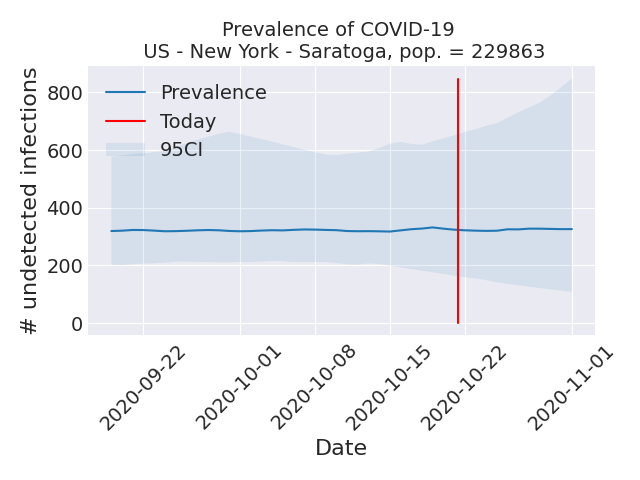 Prevalence of COVID-19
US - New York - Saratoga, pop. = 229863
# undetected infections
800
600
400
200
0
Prevalence
Today
95CI
2020-09-22
2020-10-01
2020-10-08
2020-10-15
2020-10-22
2020-11-01
Date